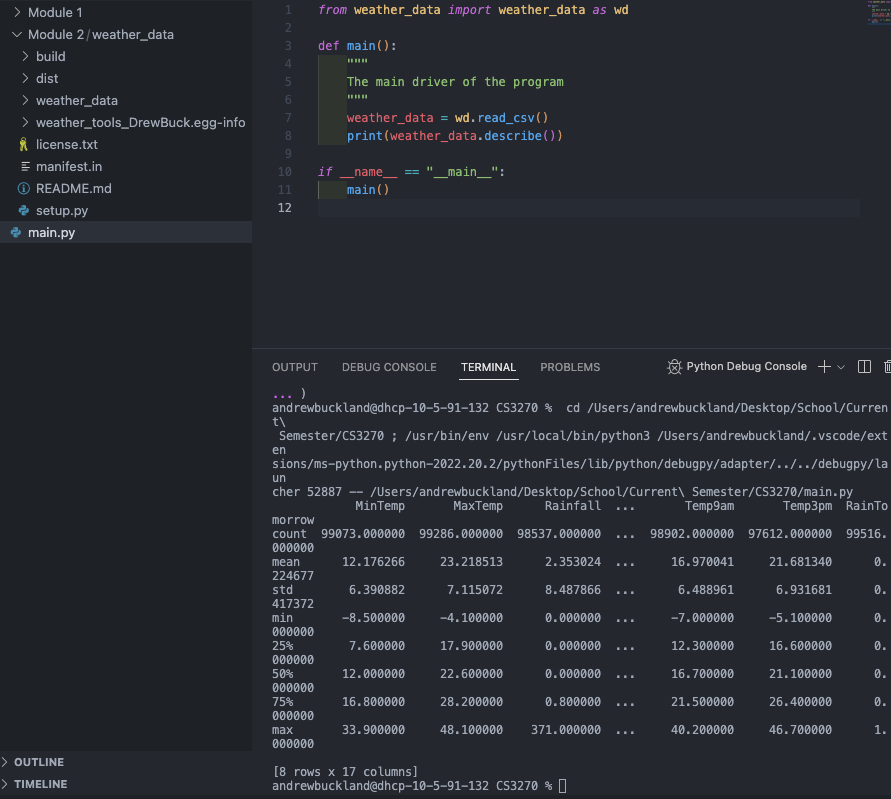 Module 1
Module 2/weather_data
build
dist
weather_data
weather_tools_DrewBuck.egg-info
license.txt
manifest.in
README.md
setup.py
main.py
OUTLINE
TIMELINE
1 from weather_data import weather_data as wd
2
3 def main():
4     """
5     The main driver of the program
6     """
7     weather_data = wd.read_csv()
8     print(weather_data.describe())
9
10 if __name__ == "__main__":
11     main()
12
OUTPUT DEBUG CONSOLE TERMINAL PROBLEMS Python Debug Console
... )
andrewbuckland@dhcp-10-5-91-132 CS3270 %  cd /Users/andrewbuckland/Desktop/School/Curren
t\
 Semester/CS3270 ; /usr/bin/env /usr/local/bin/python3 /Users/andrewbuckland/.vscode/ext
en
sions/ms-python.python-2022.20.2/pythonFiles/lib/python/debugpy/adapter/../../debugpy/la
un
cher 52887 -- /Users/andrewbuckland/Desktop/School/Current\ Semester/CS3270/main.py
MinTemp MaxTemp Rainfall ... Temp9am Temp3pm RainTo
morrow
count 99073.000000 99286.000000 98537.000000 ... 98902.000000 97612.000000 99516.
000000
mean 12.176266 23.218513 2.353024 ... 16.970041 21.681340 0.
224677
std 6.390882 7.115072 8.487866 ... 6.488961 6.931681 0.
417372
min -8.500000 -4.100000 0.000000 ... -7.000000 -5.100000 0.
000000
25% 7.600000 17.900000 0.000000 ... 12.300000 16.600000 0.
000000
50% 12.000000 22.600000 0.000000 ... 16.700000 21.100000 0.
000000
75% 16.800000 28.200000 0.800000 ... 21.500000 26.400000 0.
000000
max 33.900000 48.100000 371.000000 ... 40.200000 46.700000 1.
000000
[8 rows x 17 columns]
andrewbuckland@dhcp-10-5-91-132 CS3270 %